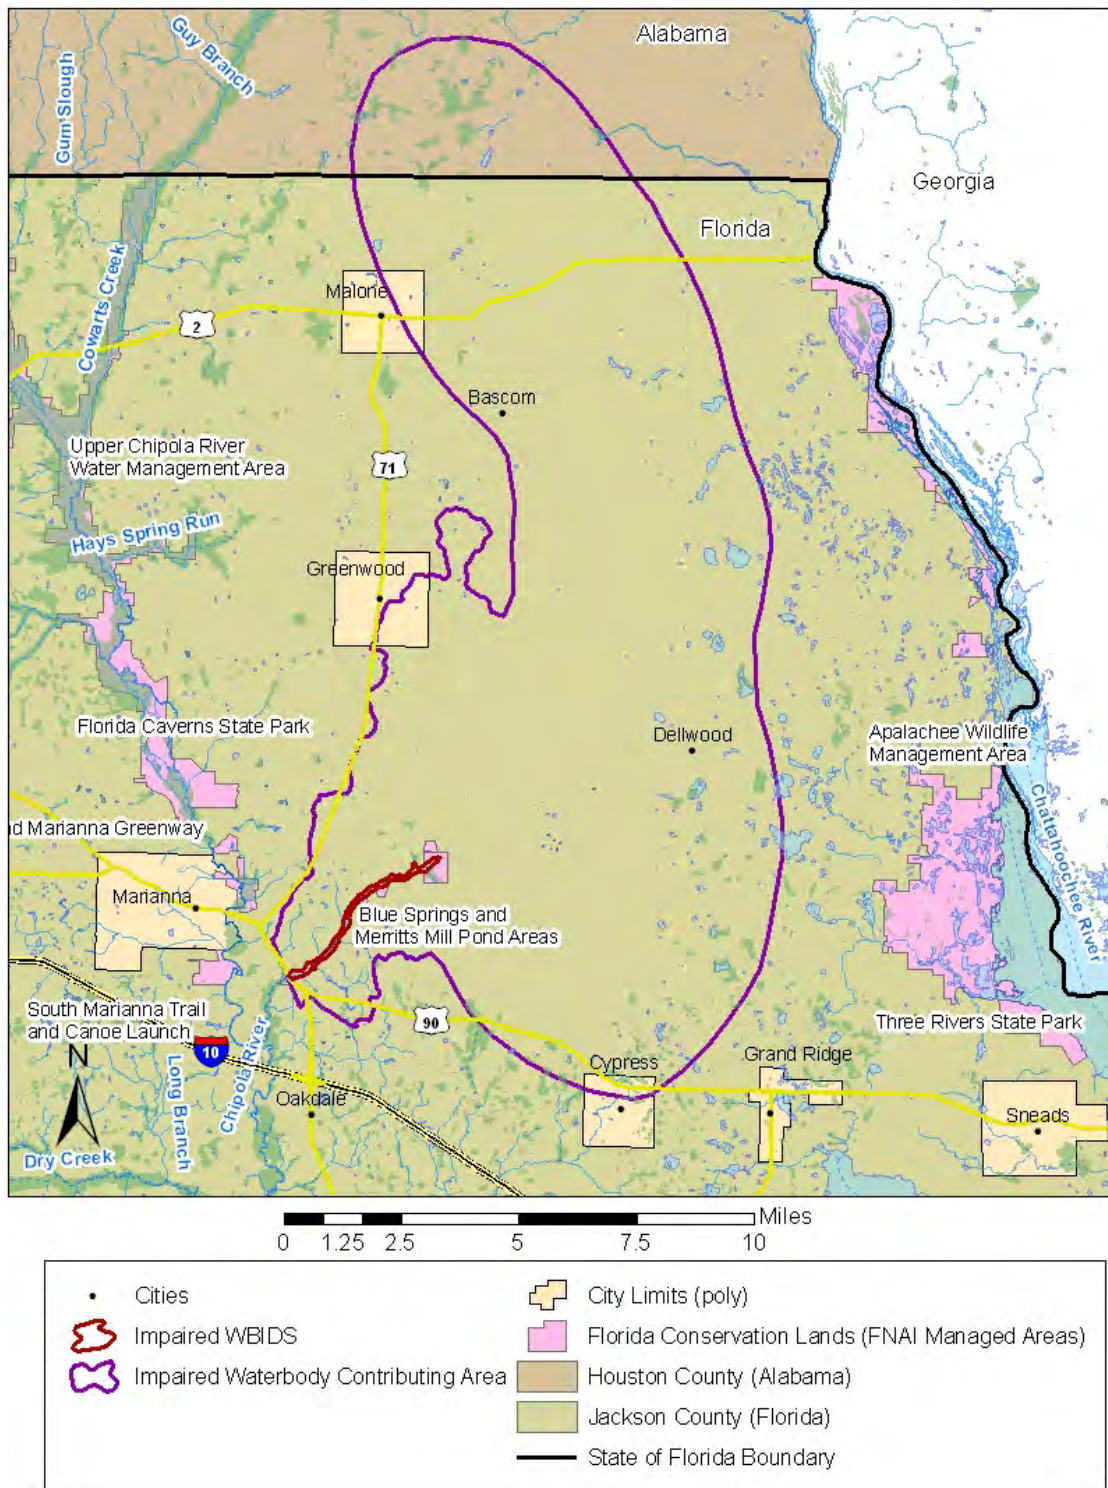 Alabama
Guy Branch
Gum Slough
Georgia
Florida
Cowarts Creek
Malone
2
Bascom
Upper Chipola River
Water Management Area
71
Hays Spring Run
Greenwood
Florida Caverns State Park
Dellwood
Apalachee Wildlife
Management Area
Chattahoochee River
nd Marianna Greenway
Marianna
Blue Springs and
Merritts Mill Pond Areas
South Marianna Trail
and Canoe Launch
90
Three Rivers State Park
N
10
Long Branch
Chipola River
Cypress
Grand Ridge
Oakdale
Sneads
Dry Creek
Miles
0 1.25 2.5 5 7.5 10
Cities
Impaired WBIDS
Impaired Waterbody Contributing Area
City Limits (poly)
Florida Conservation Lands (FNAI Managed Areas)
Houston County (Alabama)
Jackson County (Florida)
State of Florida Boundary